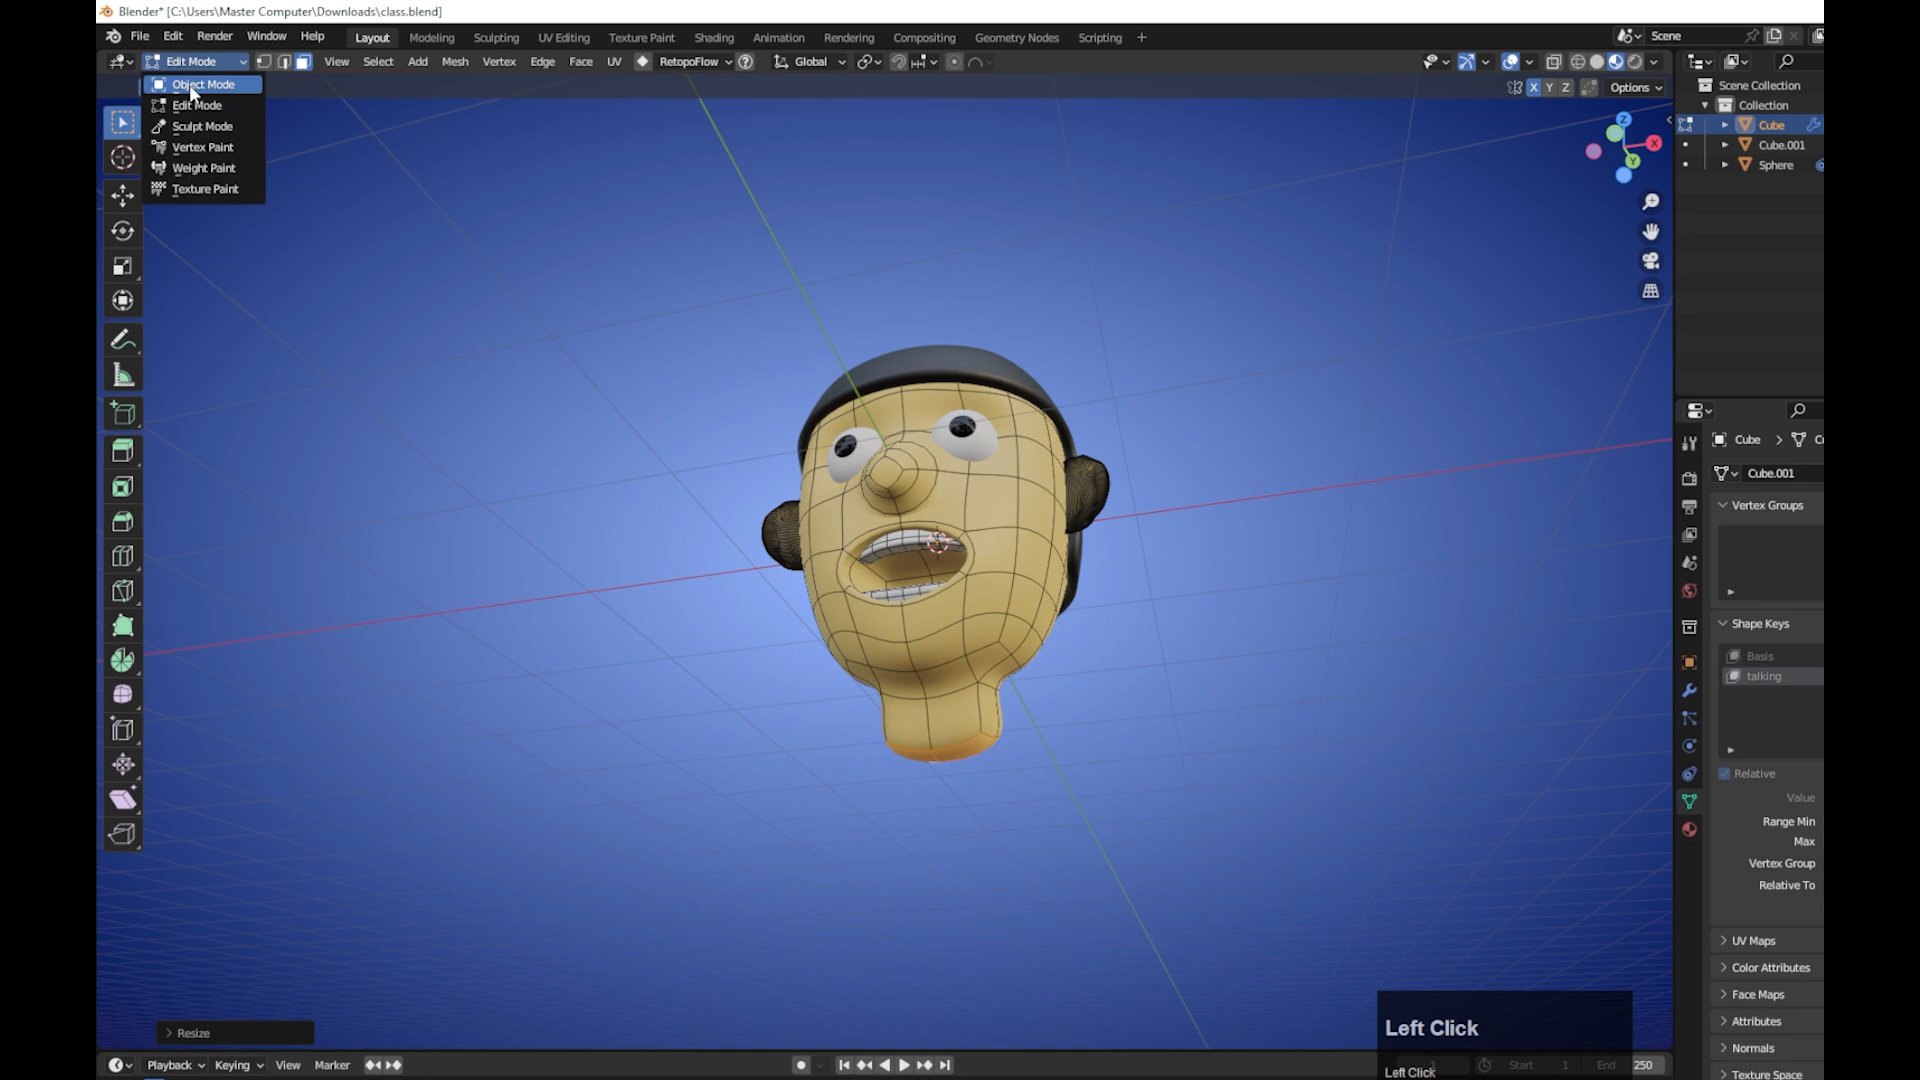 Blender* [C:\Users\Master Computer\Downloads\class.blend]
File Edit Render Window Help Layout Modeling Sculpting UV Editing Texture Paint Shading Animation Rendering Compositing Geometry Nodes Scripting + Scene
Edit Mode View Select Add Mesh Vertex Edge Face UV RetopoFlow Global
Object Mode
Edit Mode
Sculpt Mode
Vertex Paint
Weight Paint
Texture Paint
X Y Z Options
Z
X
Y
Scene Collection
Collection
Cube
Cube.001
Sphere
Cube
Cube.001
Vertex Groups
Shape Keys
Basis
talking
Relative
Value
Range Min
Max
Vertex Group
Relative To
UV Maps
Color Attributes
Face Maps
Attributes
Normals
Texture Space
Resize
Left Click
Left Click
Playback Keying View Marker Start 1 End 250